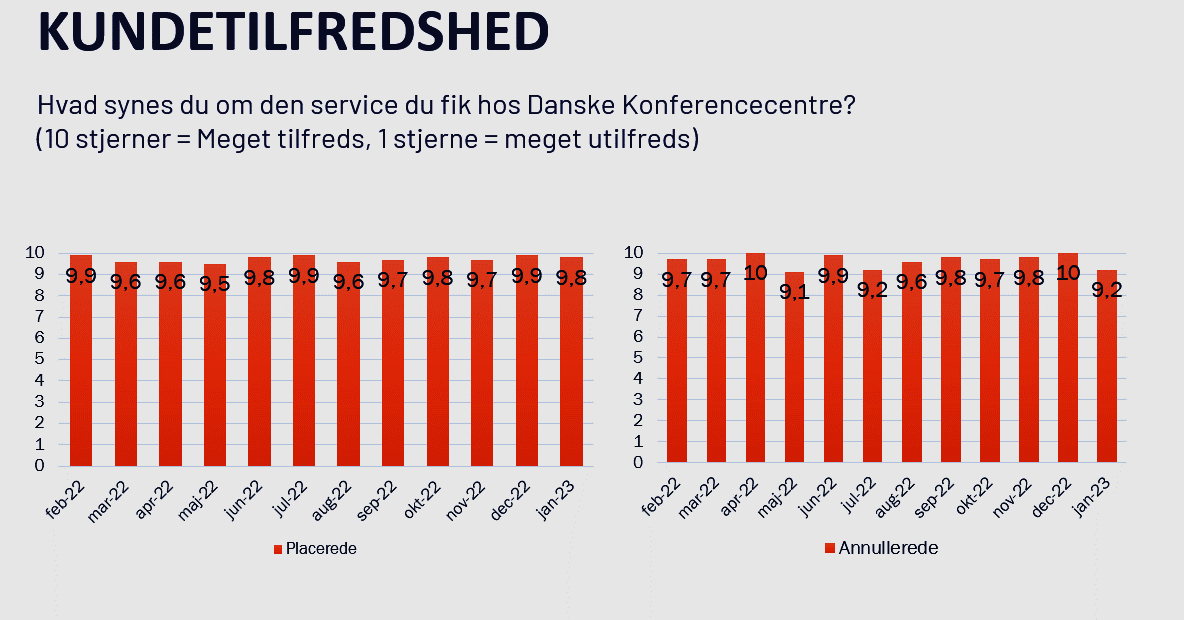 KUNDETILFREDSHED
Hvad synes du om den service du fik hos Danske Konferencecentre?
(10 stjerner = Meget tilfreds, 1 stjerne = meget utilfreds)
10
9
8
7
6
5
4
3
2
1
0
9,9 9,6 9,6 9,5 9,8 9,9 9,6 9,7 9,8 9,7 9,9 9,8
feb-22 mar-22 apr-22 maj-22 jun-22 jul-22 aug-22 sep-22 okt-22 nov-22 dec-22 jan-23
Placerede
10
9
8
7
6
5
4
3
2
1
0
9,7 9,7 10 9,1 9,9 9,2 9,6 9,8 9,7 9,8 10 9,2
feb-22 mar-22 apr-22 maj-22 jun-22 jul-22 aug-22 sep-22 okt-22 nov-22 dec-22 jan-23
Annullerede